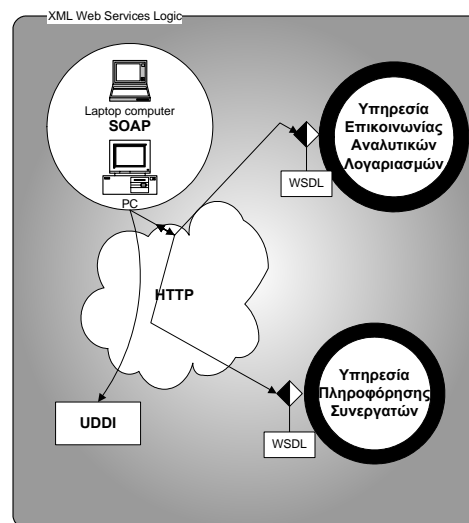 XML Web Services Logic
Laptop computer
SOAP
PC
Υπηρεσία
Επικοινωνίας
Αναλυτικών
Λογαριασμών
WSDL
HTTP
Υπηρεσία
Πληροφόρησης
Συνεργατών
WSDL
UDDI